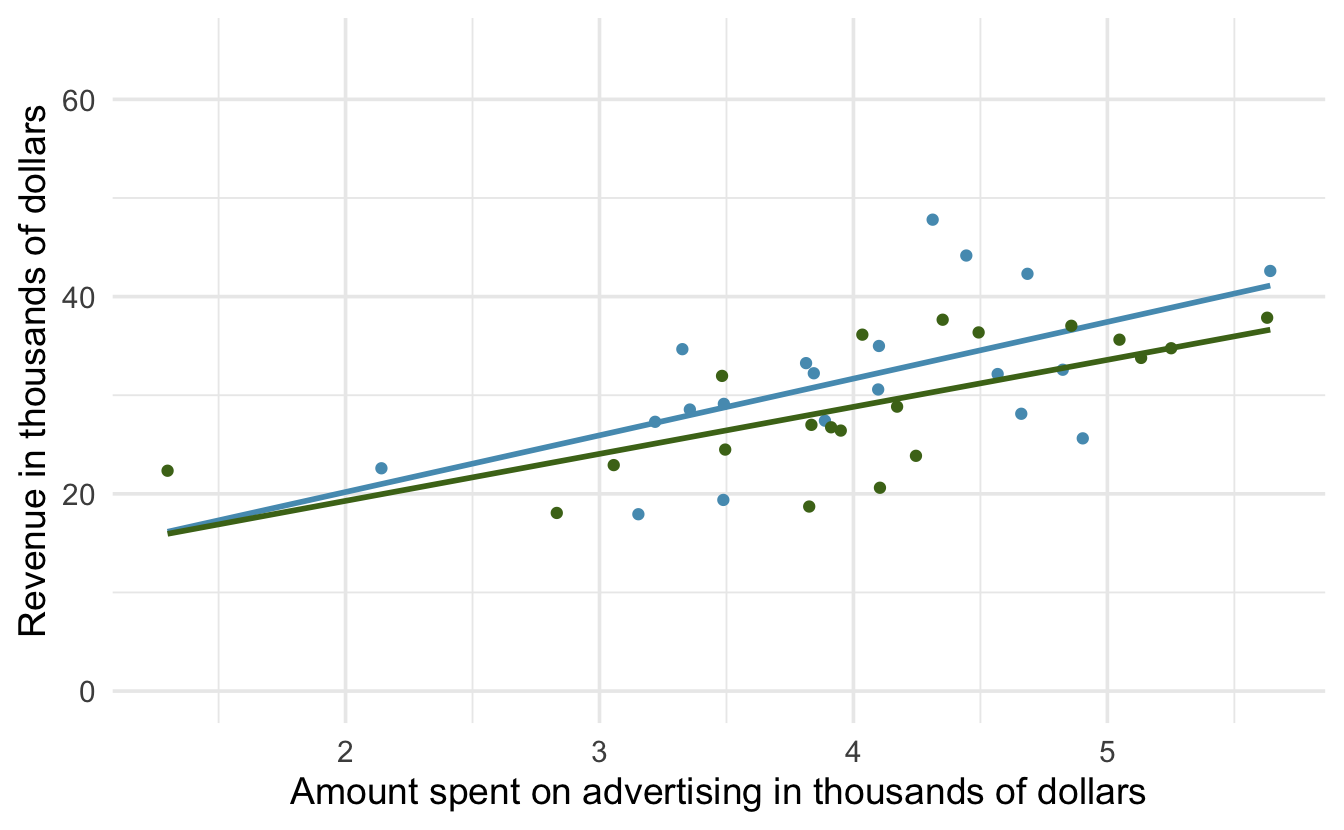 Revenue in thousands of dollars
60
40
20
0
2 3 4 5
Amount spent on advertising in thousands of dollars